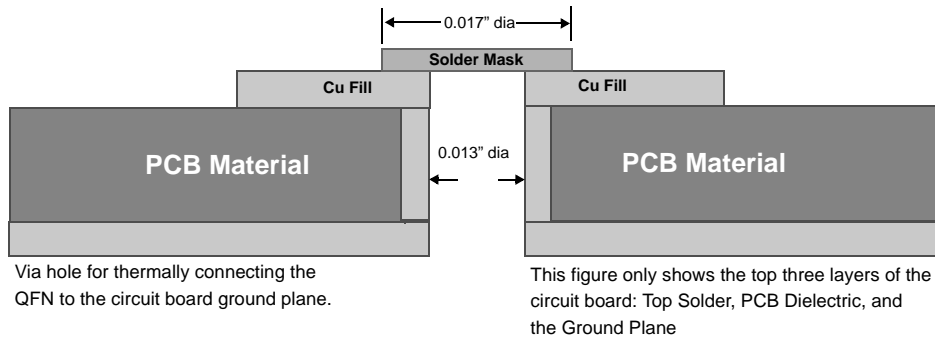 0.017” dia
Solder Mask
Cu Fill
Cu Fill
PCB Material
0.013” dia
PCB Material
Via hole for thermally connecting the
QFN to the circuit board ground plane.
This figure only shows the top three layers of the
circuit board: Top Solder, PCB Dielectric, and
the Ground Plane